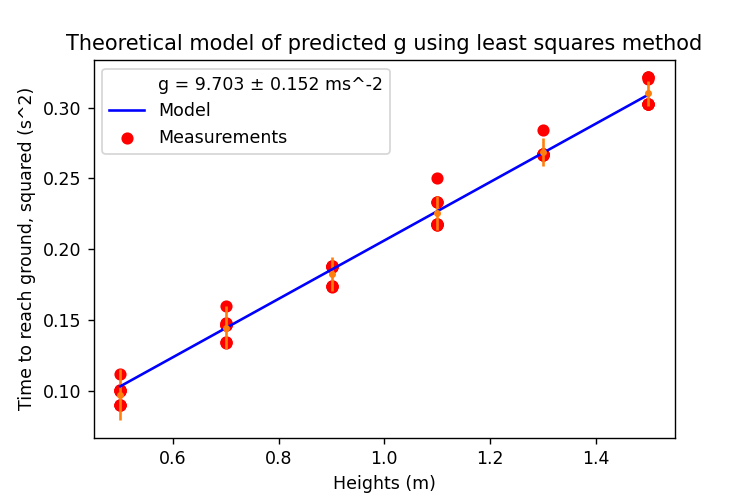 Theoretical model of predicted g using least squares method
g = 9.703 ± 0.152 ms^-2
Model
Measurements
Time to reach ground, squared (s^2)
0.30
0.25
0.20
0.15
0.10
0.6 0.8 1.0 1.2 1.4
Heights (m)